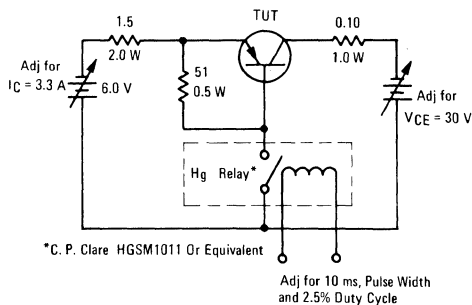 1.5
2.0 W
TUT
0.10
1.0 W
Adj for
IC = 3.3 A
6.0 V
51
0.5 W
Adj for
VCE = 30 V
Hg Relay*
*C. P. Clare HGSM1011 Or Equivalent
Adj for 10 ms, Pulse Width
and 2.5% Duty Cycle